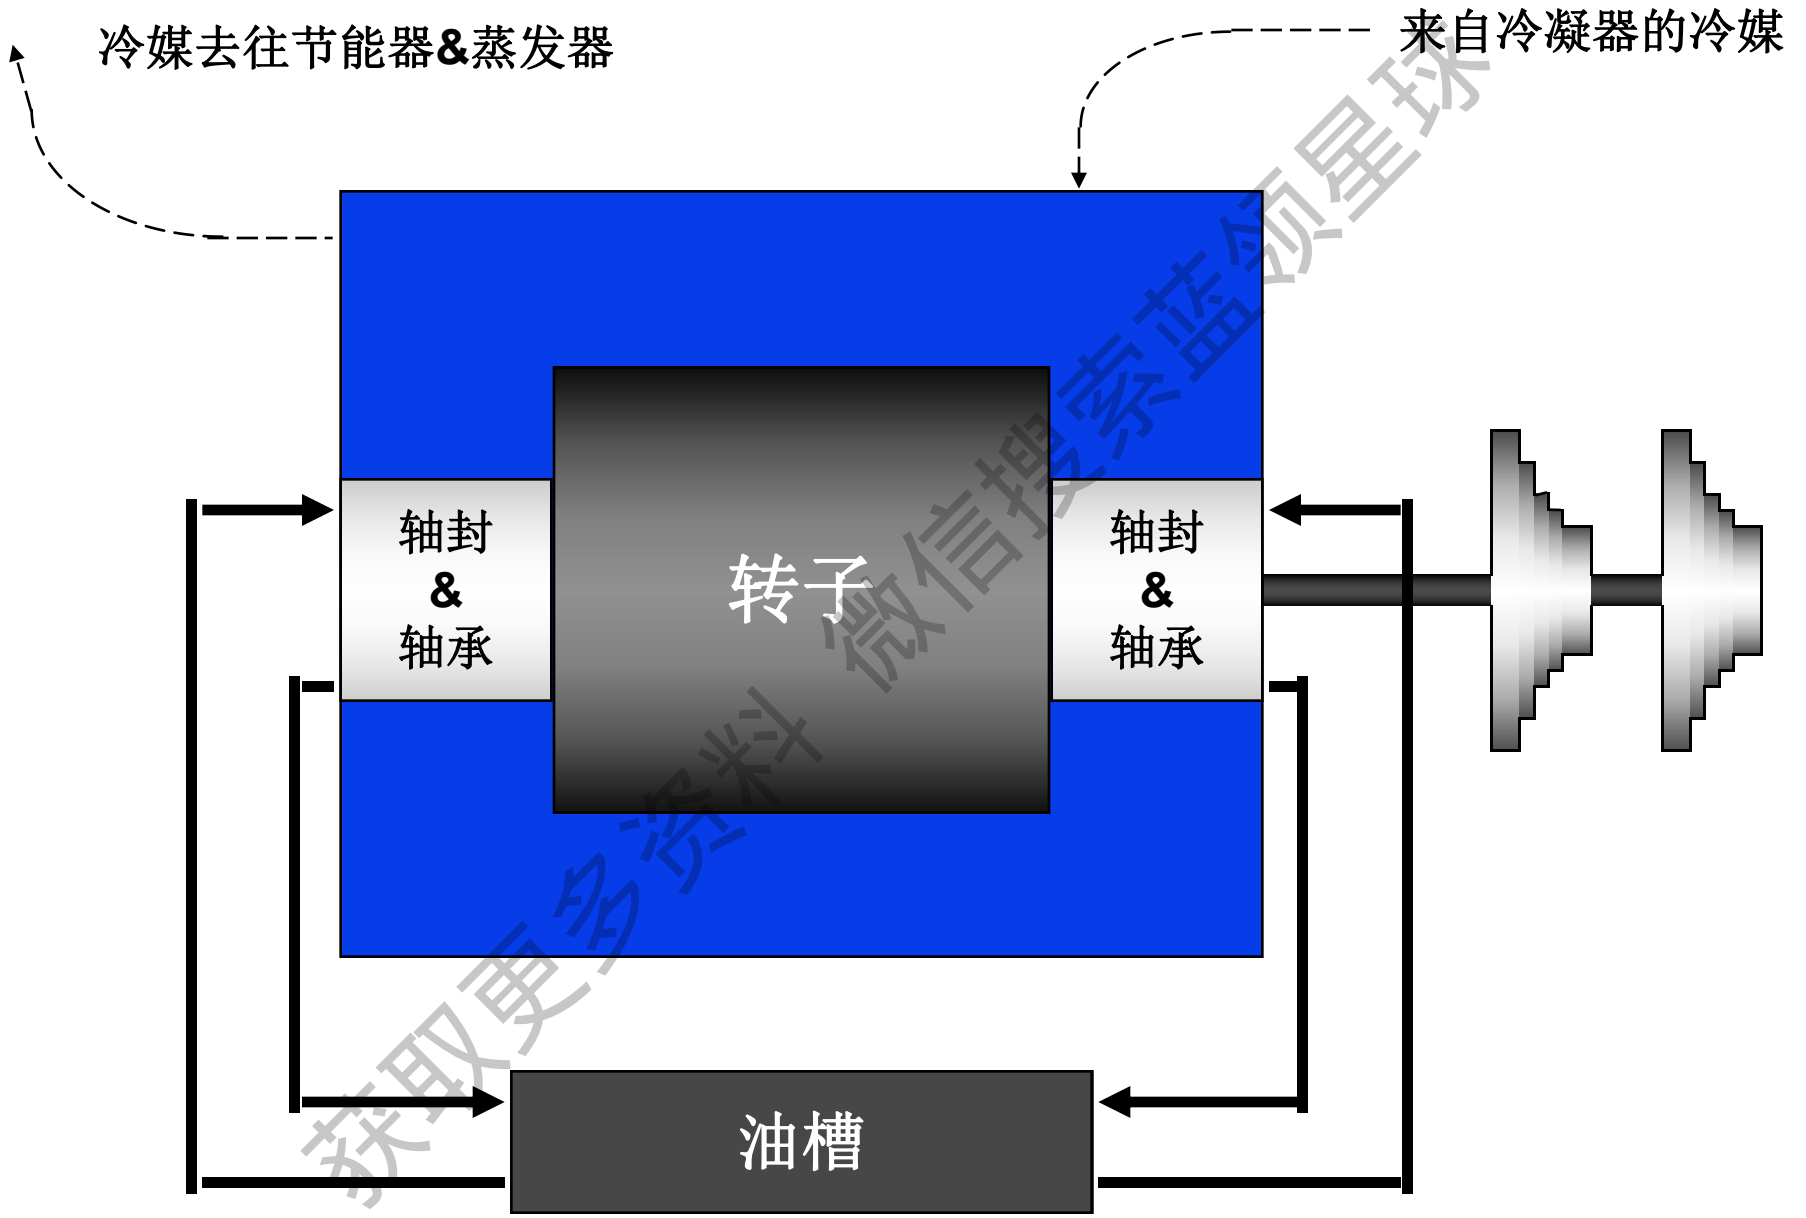 冷媒去往节能器&蒸发器
来自冷凝器的冷媒
轴封
&
轴承
转子
轴封
&
轴承
油槽
获取更多资料 微信搜索蓝领星球